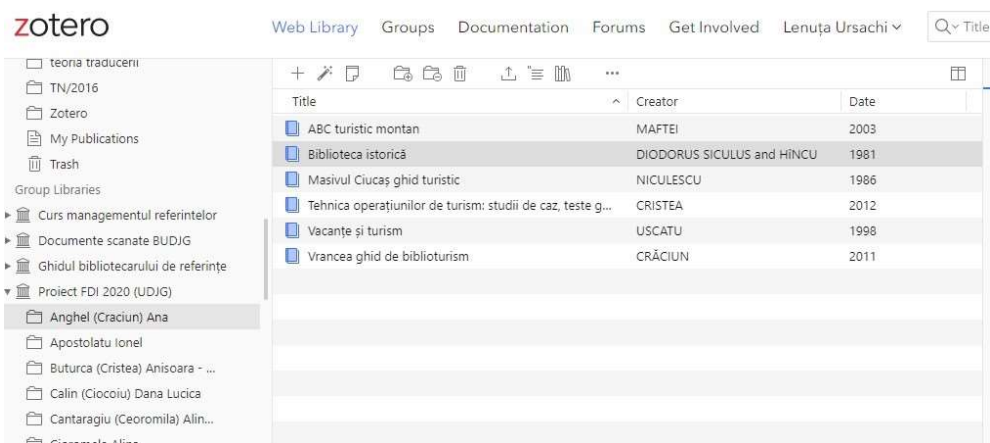 zotero
Web Library Groups Documentation Forums Get Involved Lenuța Ursachi Title
teoria traducerii
TN/2016
Zotero
My Publications
Trash
Group Libraries
Curs managementul referintelor
Documente scanate BUDJG
Ghidul bibliotecarului de referințe
Proiect FDI 2020 (UDJG)
Anghel (Craciun) Ana
Apostolatu Ionel
Buturca (Cristea) Anisoara - ...
Calin (Ciocoiu) Dana Lucica
Cantaragiu (Ceoromila) Alin...
Title Creator Date
ABC turistic montan MAFTEI 2003
Biblioteca istorică DIODORUS SICULUS and HÎNCU 1981
Masivul Ciucaș ghid turistic NICULESCU 1986
Tehnica operațiunilor de turism: studii de caz, teste g... CRISTEA 2012
Vacanțe și turism USCATU 1998
Vrancea ghid de biblioturism CRĂCIUN 2011